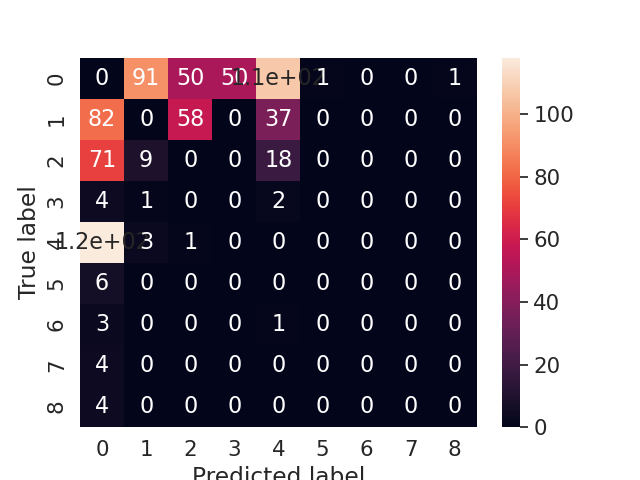 0 0 91 50 50 1.1e+02 1 0 0 1
1 82 0 58 0 37 0 0 0 0
2 71 9 0 0 18 0 0 0 0
3 4 1 0 0 2 0 0 0 0
4 1.2e+02 3 1 0 0 0 0 0 0
5 6 0 0 0 0 0 0 0 0
6 3 0 0 0 1 0 0 0 0
7 4 0 0 0 0 0 0 0 0
8 4 0 0 0 0 0 0 0 0
0 1 2 3 4 5 6 7 8
Predicted label
True label
100
80
60
40
20
0